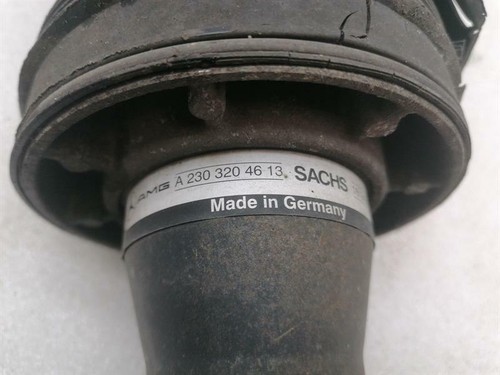 AMG A 230 320 46 13 SACHS
Made in Germany